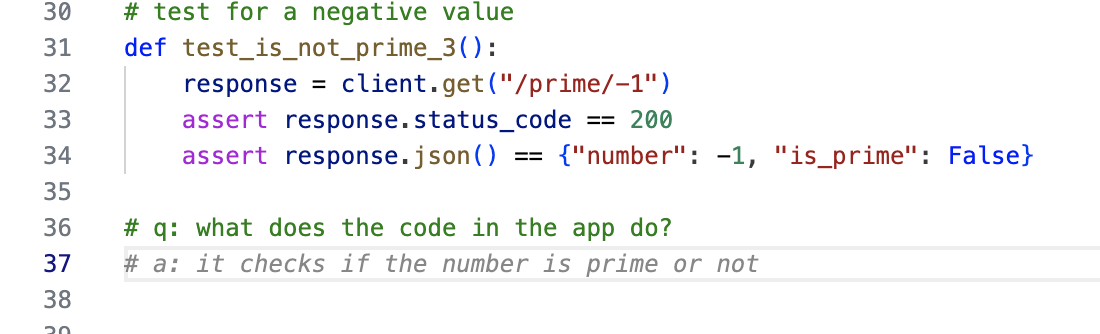 30 # test for a negative value
31 def test_is_not_prime_3():
32 response = client.get("/prime/-1")
33 assert response.status_code == 200
34 assert response.json() == {"number": -1, "is_prime": False}
35
36 # q: what does the code in the app do?
37 # a: it checks if the number is prime or not
38